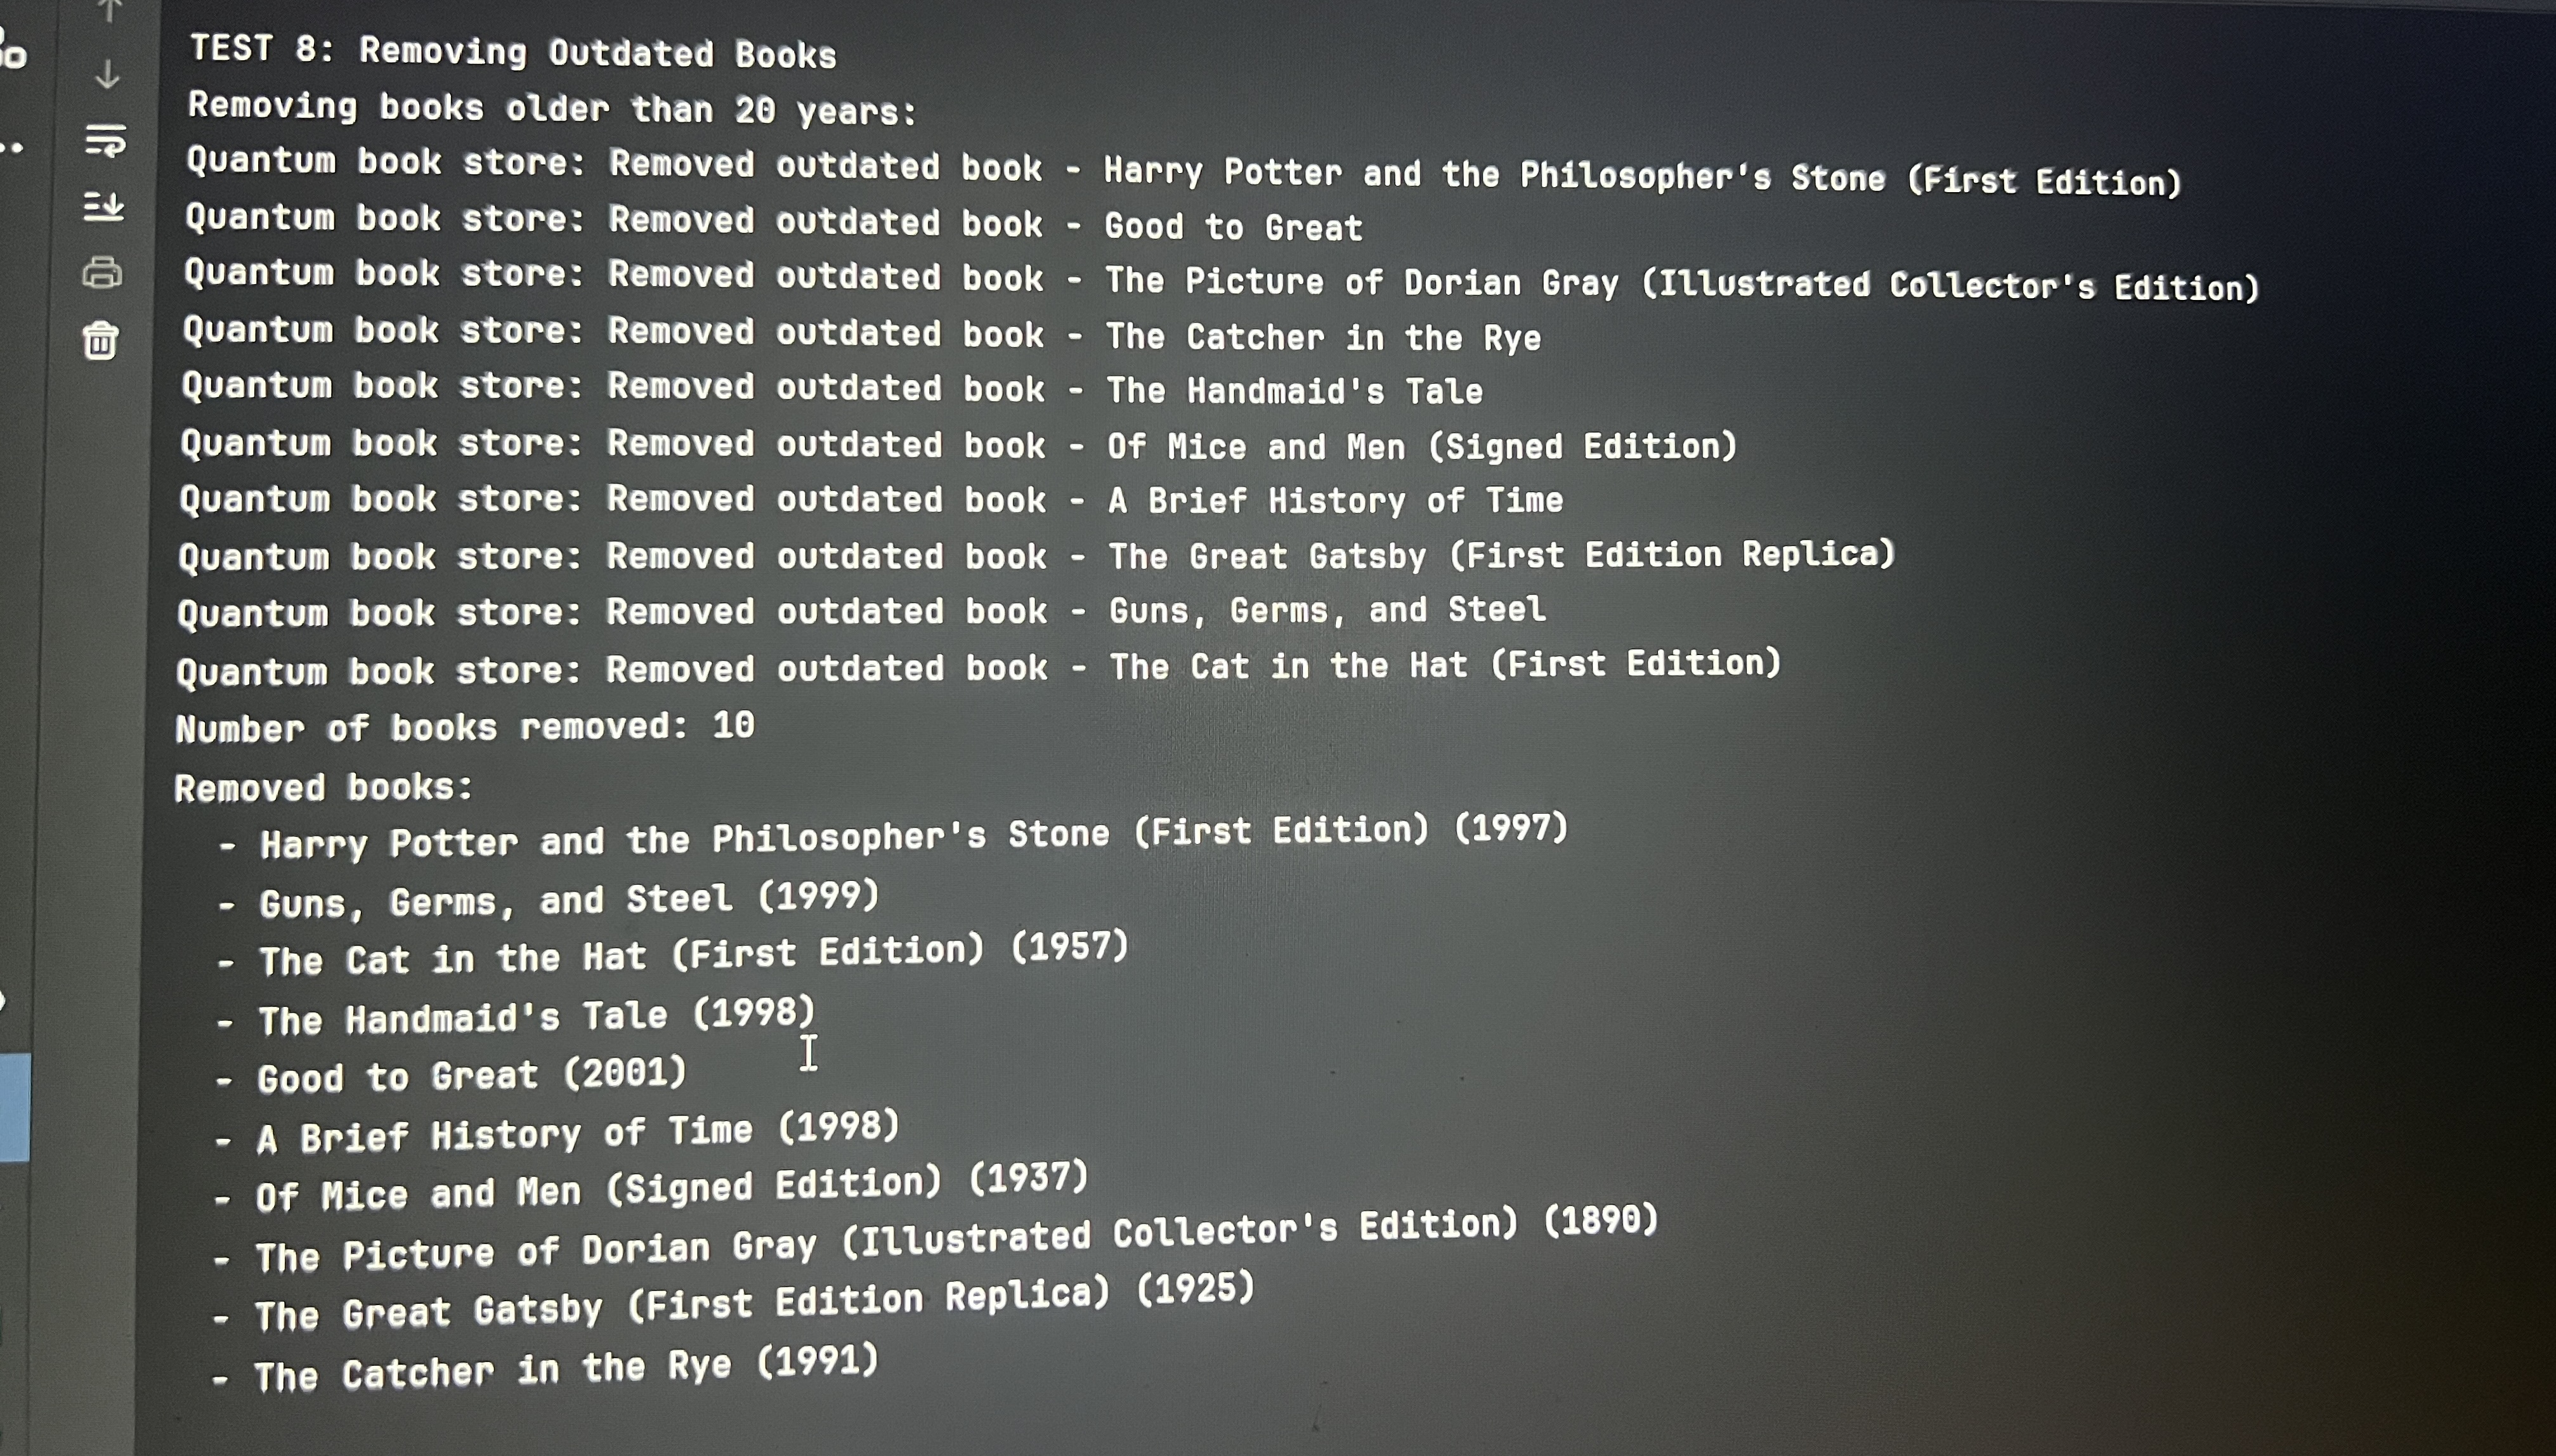 TEST 8: Removing Outdated Books
Removing books older than 20 years:
Quantum book store: Removed outdated book - Harry Potter and the Philosopher's Stone (First Edition)
Quantum book store: Removed outdated book - Good to Great
Quantum book store: Removed outdated book - The Picture of Dorian Gray (Illustrated Collector's Edition)
Quantum book store: Removed outdated book - The Catcher in the Rye
Quantum book store: Removed outdated book - The Handmaid's Tale
Quantum book store: Removed outdated book - Of Mice and Men (Signed Edition)
Quantum book store: Removed outdated book - A Brief History of Time
Quantum book store: Removed outdated book - The Great Gatsby (First Edition Replica)
Quantum book store: Removed outdated book - Guns, Germs, and Steel
Quantum book store: Removed outdated book - The Cat in the Hat (First Edition)
Number of books removed: 10
Removed books:
- Harry Potter and the Philosopher's Stone (First Edition) (1997)
- Guns, Germs, and Steel (1999)
- The Cat in the Hat (First Edition) (1957)
- The Handmaid's Tale (1998)
- Good to Great (2001)
- A Brief History of Time (1998)
- Of Mice and Men (Signed Edition) (1937)
- The Picture of Dorian Gray (Illustrated Collector's Edition) (1890)
- The Great Gatsby (First Edition Replica) (1925)
- The Catcher in the Rye (1991)